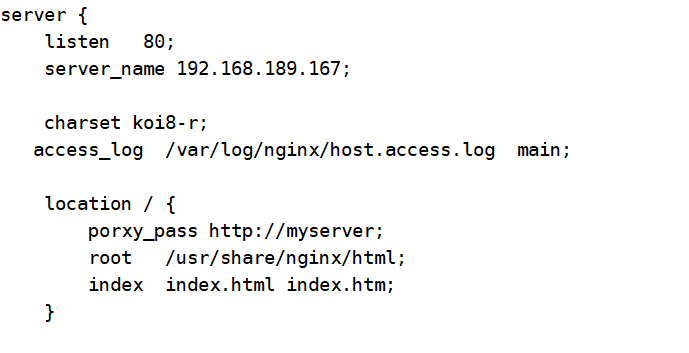 server {
    listen   80;
    server_name 192.168.189.167;

    charset koi8-r;
   access_log  /var/log/nginx/host.access.log  main;

    location / {
        porxy_pass http://myserver;
        root   /usr/share/nginx/html;
        index  index.html index.htm;
    }